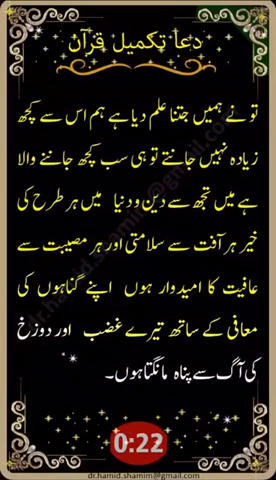 دعا تکمیل قرآن
تو نے ہمیں جتنا علم دیا ہے ہم اس سے کچھ
زیادہ نہیں جانتے تو ہی سب کچھ جاننے والا
ہے میں تجھ سے دین و دنیا میں ہر طرح کی
خیر ہر آفت سے سلامتی اور ہر مصیبت سے
عافیت کا امیدوار ہوں اپنے گناہوں کی
معافی کے ساتھ تیرے غضب اور دوزخ
کی آگ سے پناہ مانگتا ہوں۔
0:22
dr.hamid.shamim@gmail.com